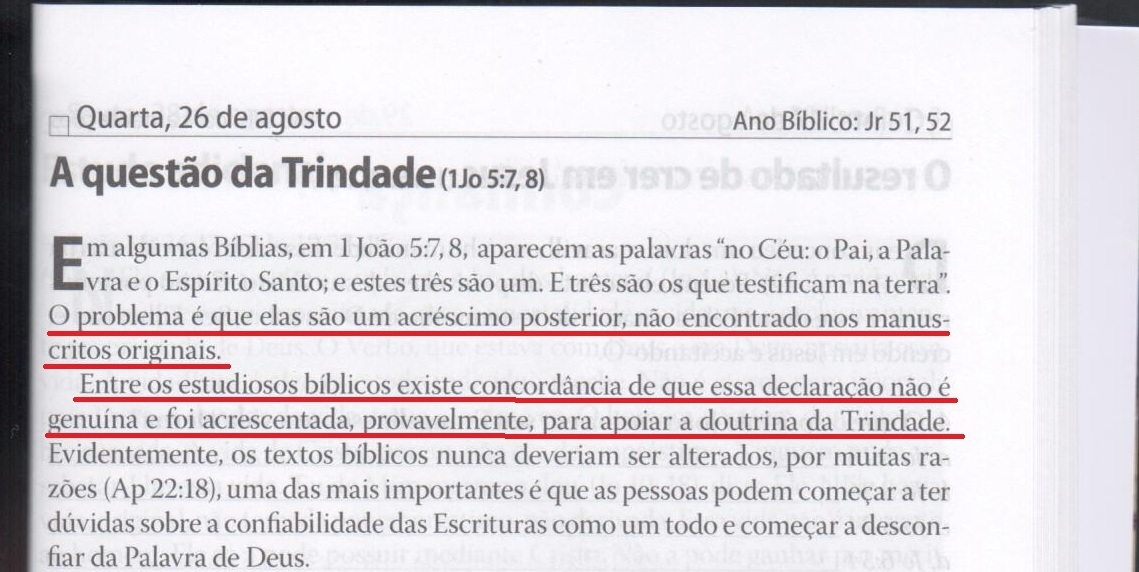 Quarta, 26 de agosto
Ano Bíblico: Jr 51, 52
A questão da Trindade (1Jo 5:7, 8)
Em algumas Bíblias, em 1 João 5:7, 8, aparecem as palavras “no Céu: o Pai, a Pala-
vra e o Espírito Santo; e estes três são um. E três são os que testificam na terra”.
O problema é que elas são um acréscimo posterior, não encontrado nos manus-
critos originais.
Entre os estudiosos bíblicos existe concordância de que essa declaração não é
genuína e foi acrescentada, provavelmente, para apoiar a doutrina da Trindade.
Evidentemente, os textos bíblicos nunca deveriam ser alterados, por muitas ra-
zões (Ap 22:18), uma das mais importantes é que as pessoas podem começar a ter
dúvidas sobre a confiabilidade das Escrituras como um todo e começar a descon-
fiar da Palavra de Deus.